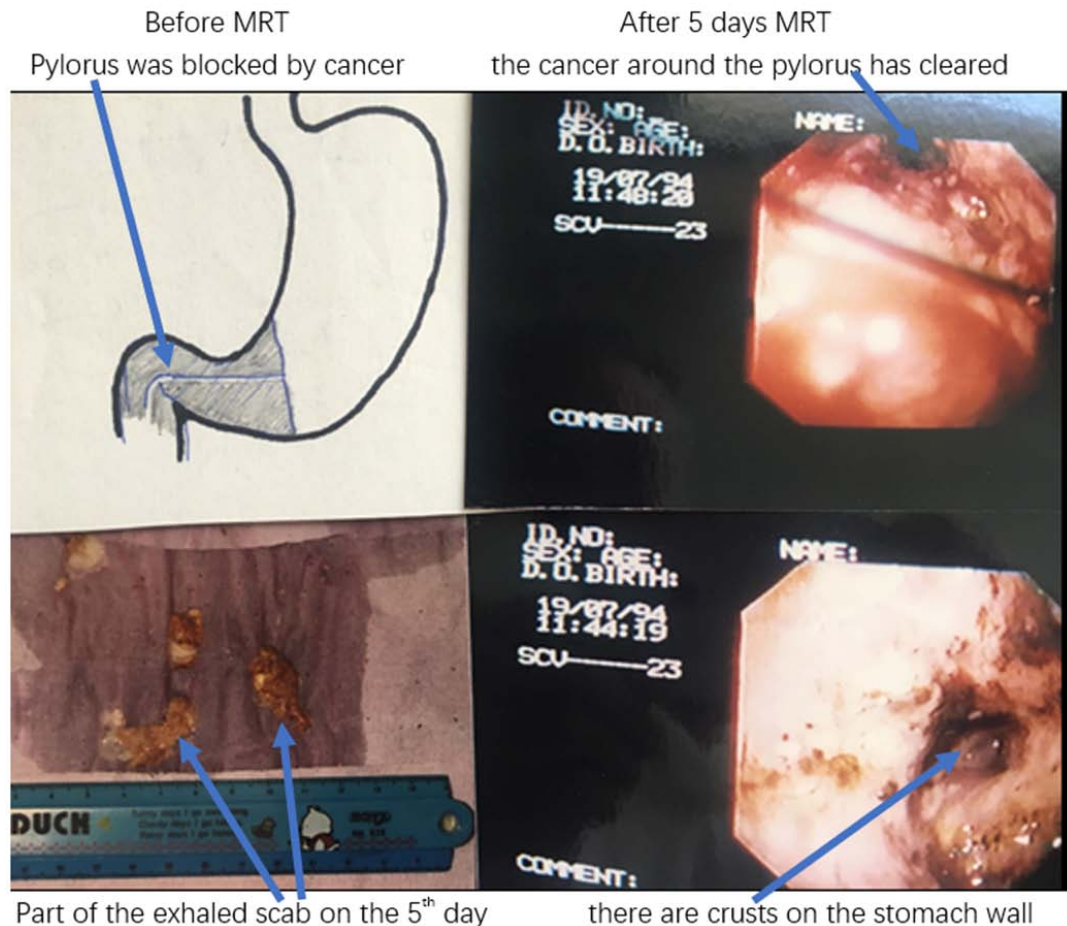 Before MRT
Pylorus was blocked by cancer
After 5 days MRT
the cancer around the pylorus has cleared
ID. NO:
SEX: AGE:
D. O. BIRTH:
19/07/94
11:48:20
SCV------23
COMMENT:
NAME:
ID. NO:
SEX: AGE:
D. O. BIRTH:
19/07/94
11:44:19
SCV------23
COMMENT:
NAME:
DUCH
Part of the exhaled scab on the 5th day
there are crusts on the stomach wall